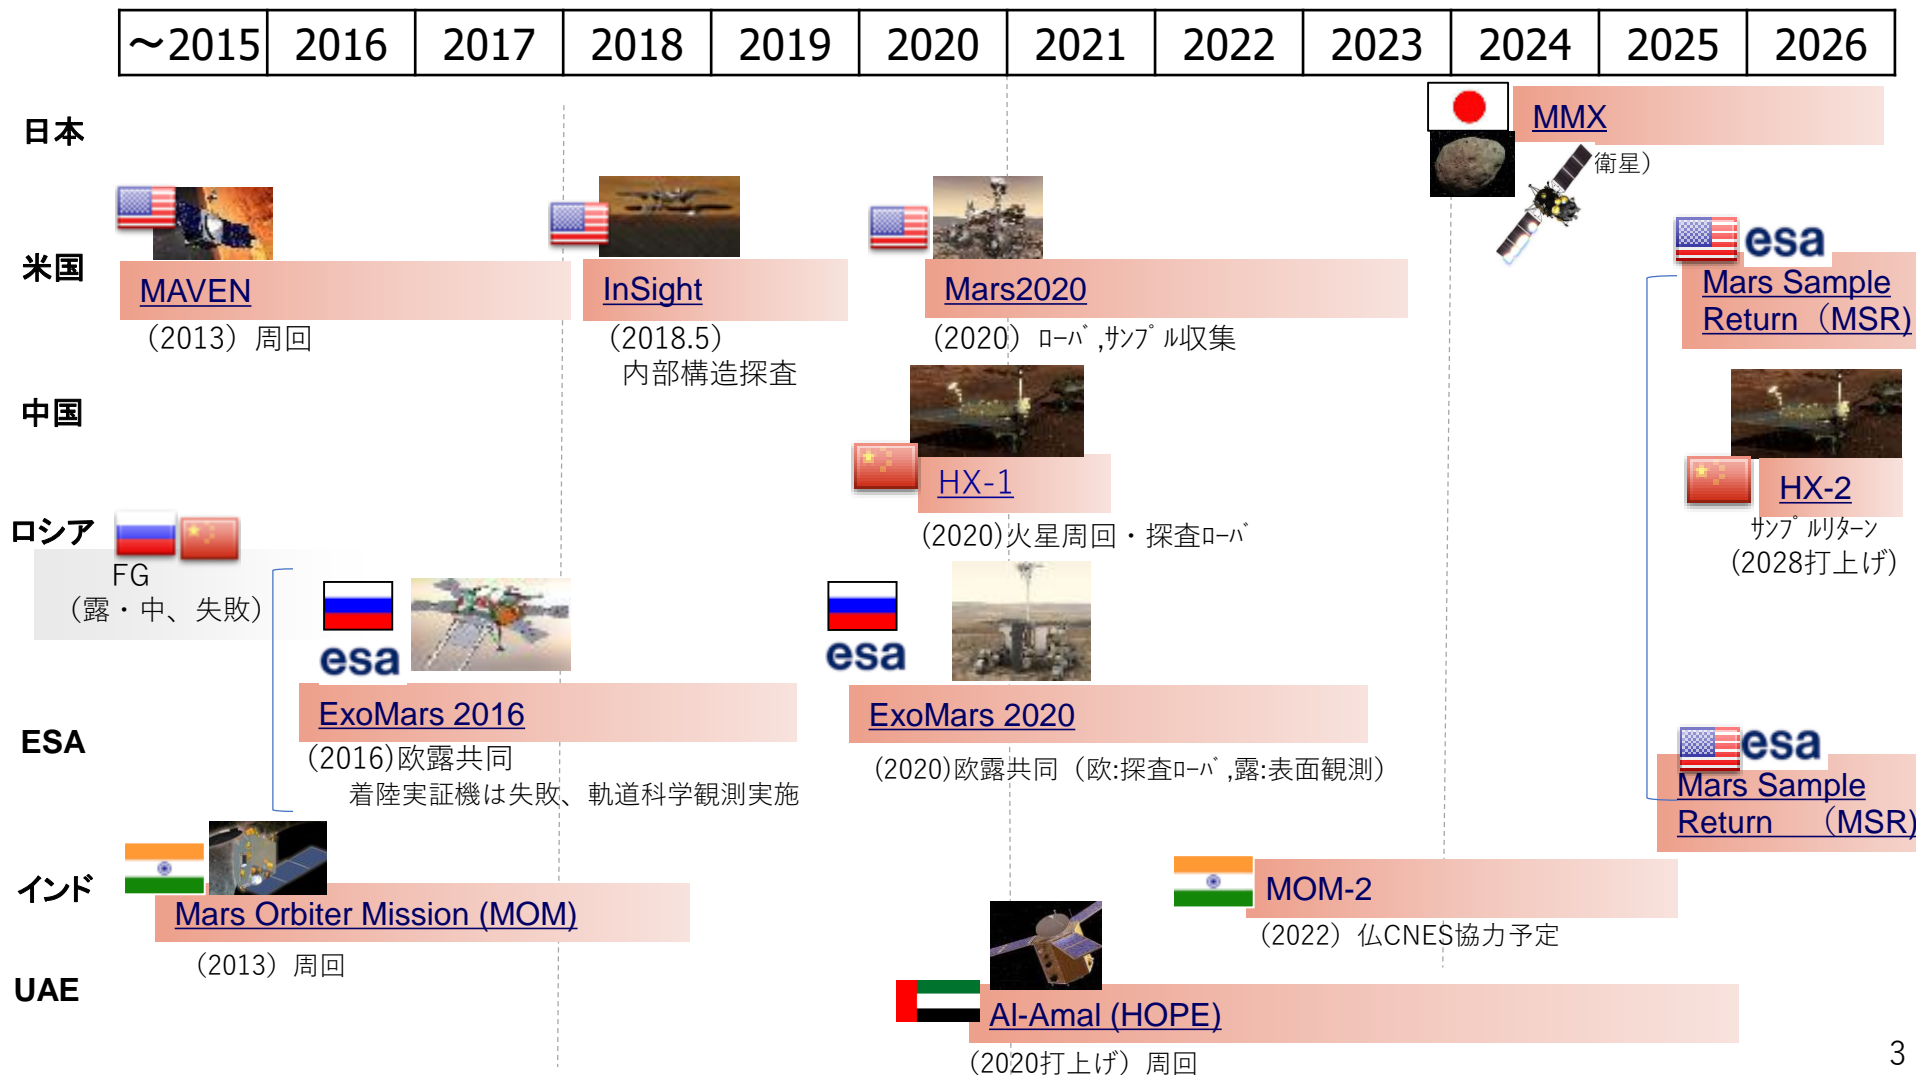 ～2015 2016 2017 2018 2019 2020 2021 2022 2023 2024 2025 2026
日本
MMX
衛星）
米国
MAVEN
（2013）周回
InSight
（2018.5）
内部構造探査
Mars2020
（2020）ﾛｰﾊﾞ,ｻﾝﾌﾟﾙ収集
esa
Mars Sample
Return（MSR)
中国
HX-1
（2020)火星周回・探査ﾛｰﾊﾞ
HX-2
ｻﾝﾌﾟﾙﾘﾀｰﾝ
（2028打上げ）
ロシア
FG
（露・中、失敗）
esa
esa
ESA
ExoMars 2016
（2016)欧露共同
着陸実証機は失敗、軌道科学観測実施
ExoMars 2020
（2020)欧露共同（欧:探査ﾛｰﾊﾞ,露:表面観測）
esa
Mars Sample
Return （MSR)
インド
Mars Orbiter Mission (MOM)
（2013）周回
MOM-2
（2022）仏CNES協力予定
UAE
Al-Amal (HOPE)
（2020打上げ）周回
3